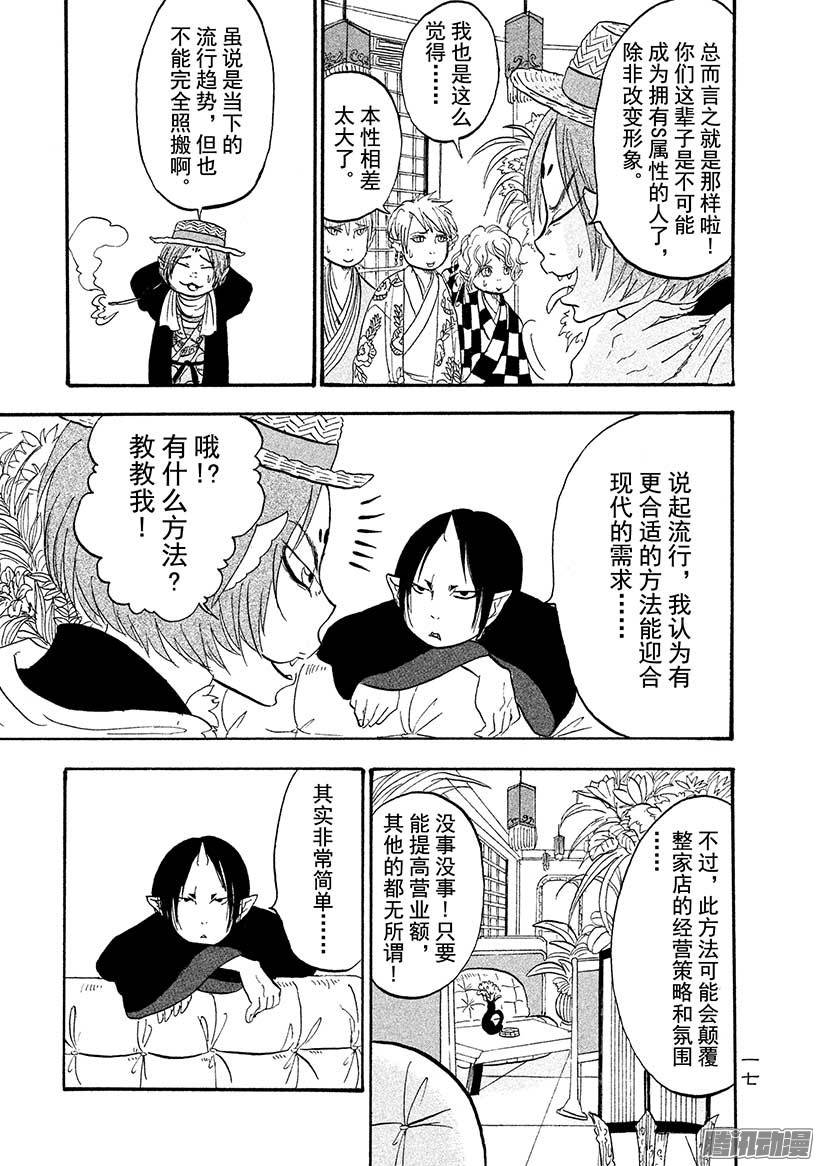 总而言之就是那样啦！
你们这辈子是不可能
成为拥有S属性的人了，
除非改变形象。
我也是这么
觉得……
本性相差
太大了。
虽说是当下的
流行趋势，但也
不能完全照搬啊。
说起流行，我认为有
更合适的方法能迎合
现代的需求……
哦！？
有什么方法？
教教我！
不过，此方法可能会颠覆
整家店的经营策略和氛围
……
没事没事！只要
能提高营业额，
其他的都无所谓！
其实非常简单……
一七
腾讯动漫